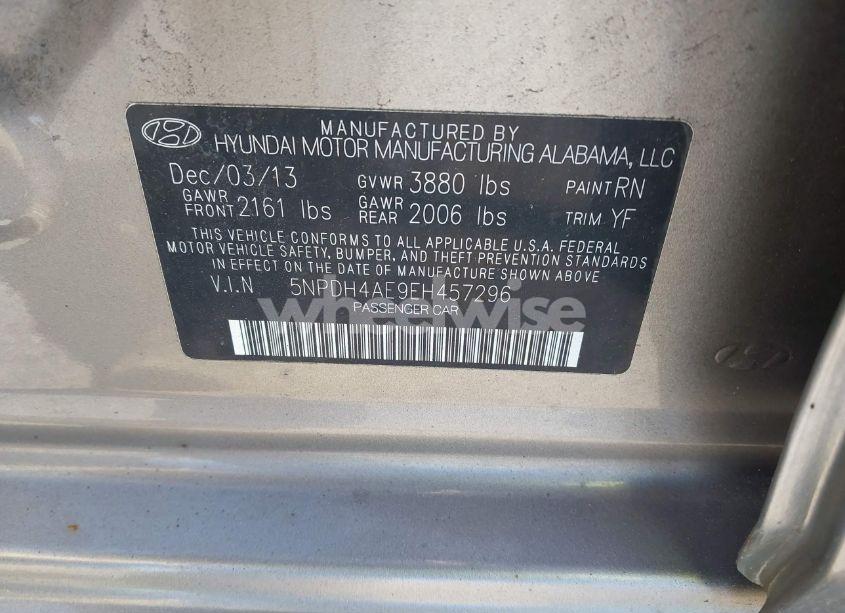 MANUFACTURED BY
HYUNDAI MOTOR MANUFACTURING ALABAMA, LLC
Dec/03/13 GVWR 3880 lbs PAINT RN
GAWR FRONT 2161 lbs GAWR REAR 2006 lbs TRIM YF
THIS VEHICLE CONFORMS TO ALL APPLICABLE U.S.A. FEDERAL
MOTOR VEHICLE SAFETY, BUMPER, AND THEFT PREVENTION STANDARDS
IN EFFECT ON THE DATE OF MANUFACTURE SHOWN ABOVE.
V.I.N 5NPDH4AE9EH457296
PASSENGER CAR
wheelwise